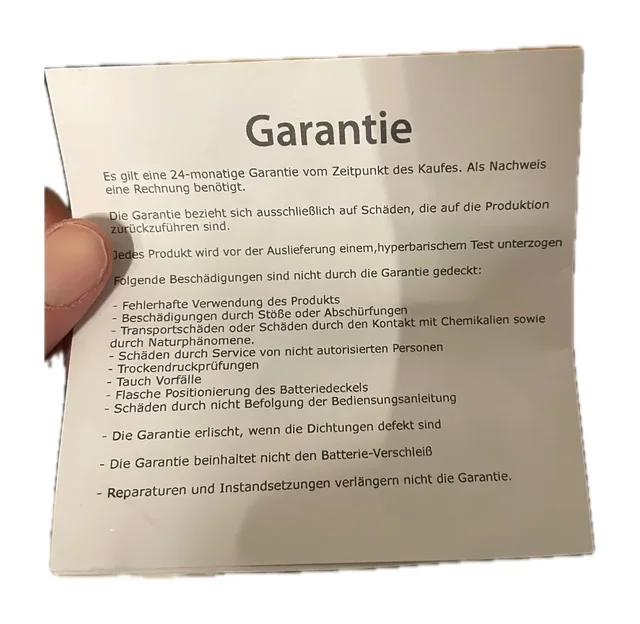 Garantie
Es gilt eine 24-monatige Garantie vom Zeitpunkt des Kaufes. Als Nachweis
eine Rechnung benötigt.
Die Garantie bezieht sich ausschließlich auf Schäden, die auf die Produktion
zurückzuführen sind.
Jedes Produkt wird vor der Auslieferung einem,hyperbarischem Test unterzogen
Folgende Beschädigungen sind nicht durch die Garantie gedeckt:
- Fehlerhafte Verwendung des Produkts
- Beschädigungen durch Stöße oder Abschürfungen
- Transportschäden oder Schäden durch den Kontakt mit Chemikalien sowie
durch Naturphänomene.
- Schäden durch Service von nicht autorisierten Personen
- Trockendruckprüfungen
- Tauch Vorfälle
- Flasche Positionierung des Batteriedeckels
- Schäden durch nicht Befolgung der Bedienungsanleitung
- Die Garantie erlischt, wenn die Dichtungen defekt sind
- Die Garantie beinhaltet nicht den Batterie-Verschleiß
- Reparaturen und Instandsetzungen verlängern nicht die Garantie.